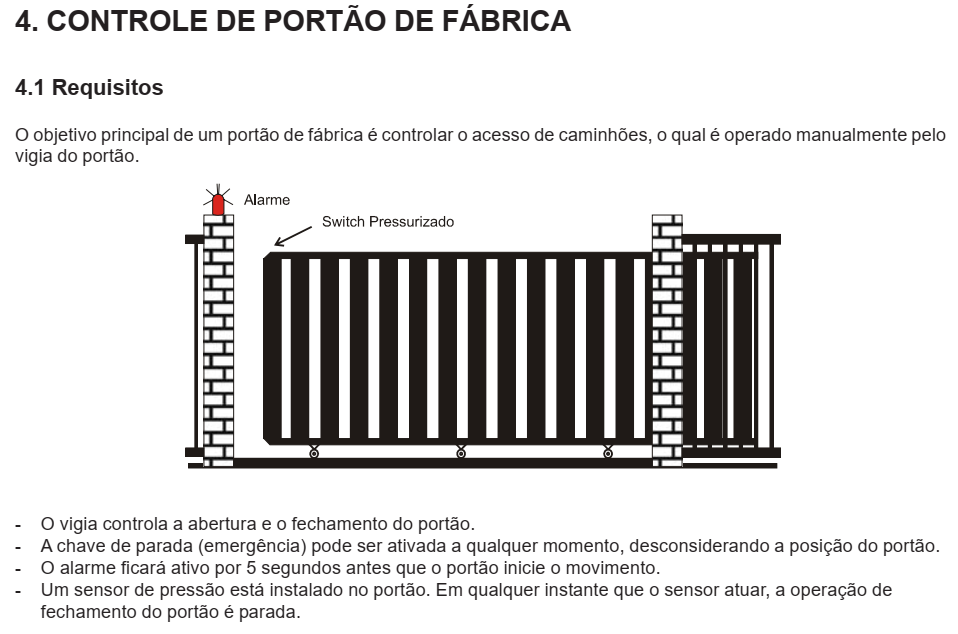 4. CONTROLE DE PORTÃO DE FÁBRICA
4.1 Requisitos
O objetivo principal de um portão de fábrica é controlar o acesso de caminhões, o qual é operado manualmente pelo
vigia do portão.
Alarme
Switch Pressurizado
- O vigia controla a abertura e o fechamento do portão.
- A chave de parada (emergência) pode ser ativada a qualquer momento, desconsiderando a posição do portão.
- O alarme ficará ativo por 5 segundos antes que o portão inicie o movimento.
- Um sensor de pressão está instalado no portão. Em qualquer instante que o sensor atuar, a operação de
fechamento do portão é parada.